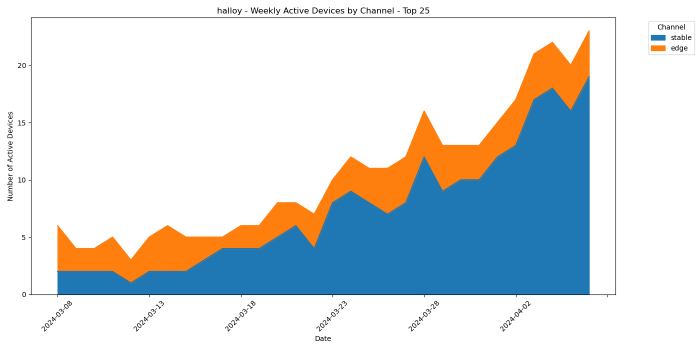 halloy - Weekly Active Devices by Channel - Top 25
Channel
stable
edge
Number of Active Devices
20
15
10
5
0
2024-03-08
2024-03-13
2024-03-18
2024-03-23
2024-03-28
2024-04-02
Date